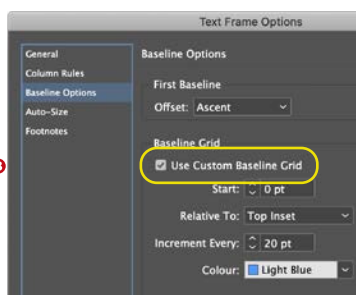 Text Frame Options
General
Column Rules
Baseline Options
Auto-Size
Footnotes
Baseline Options
First Baseline
Offset: Ascent
Baseline Grid
Use Custom Baseline Grid
Start: 0 pt
Relative To: Top Inset
Increment Every: 20 pt
Colour: Light Blue